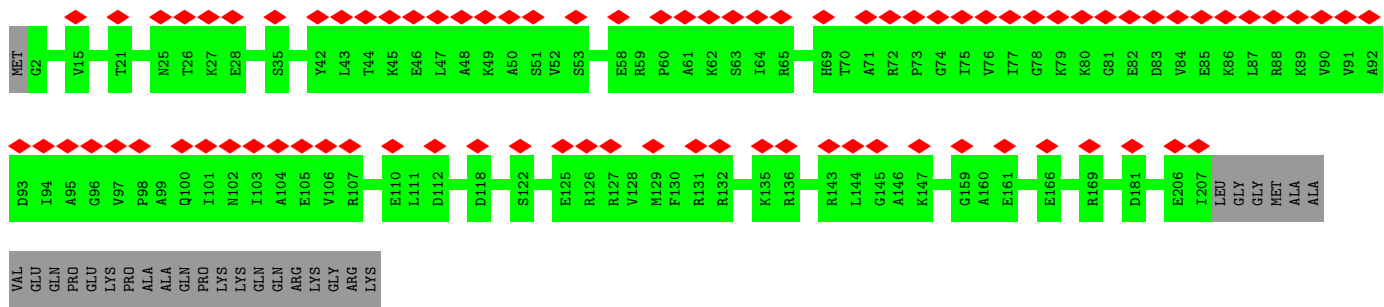 MET G2 V15 T21 N25 T26 K27 E28 S35 Y42 L43 T44 K45 E46 L47 A48 K49 A50 S51 V52 S53 E58 R59 P60 A61 K62 S63 I64 R65 H69 T70 A71 R72 P73 G74 I75 V76 I77 G78 K79 K80 G81 E82 D83 V84 E85 K86 L87 R88 K89 V90 V91 A92
D93 I94 A95 G96 V97 P98 A99 Q100 I101 N102 I103 A104 E105 V106 R107 E110 L111 D112 D118 S122 E125 R126 R127 V128 M129 F130 R131 R132 K135 R136 R143 L144 G145 A146 K147 G159 A160 E161 E166 R169 D181 E206 I207 LEU GLY GLY MET ALA ALA
VAL GLU GLN PRO GLU LYS PRO ALA ALA GLN PRO LYS LYS GLN GLN ARG LYS GLY ARG LYS